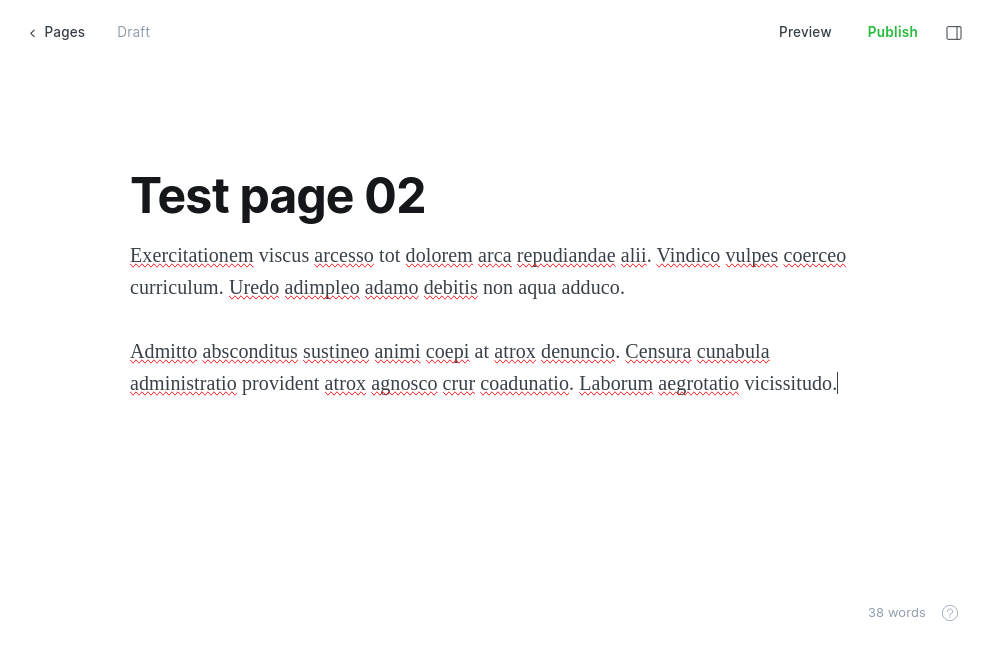 Pages
Draft
Preview
Publish
Test page 02
Exercitationem viscus arcesso tot dolorem arca repudiandae alii. Vindico vulpes coerceo
curriculum. Uredo adimpleo adamo debitis non aqua adduco.
Admitto absconditus sustineo animi coepi at atrox denuncio. Censura cunabula
administratio provident atrox agnosco crur coadunatio. Laborum aegrotatio vicissitudo.
38 words
?